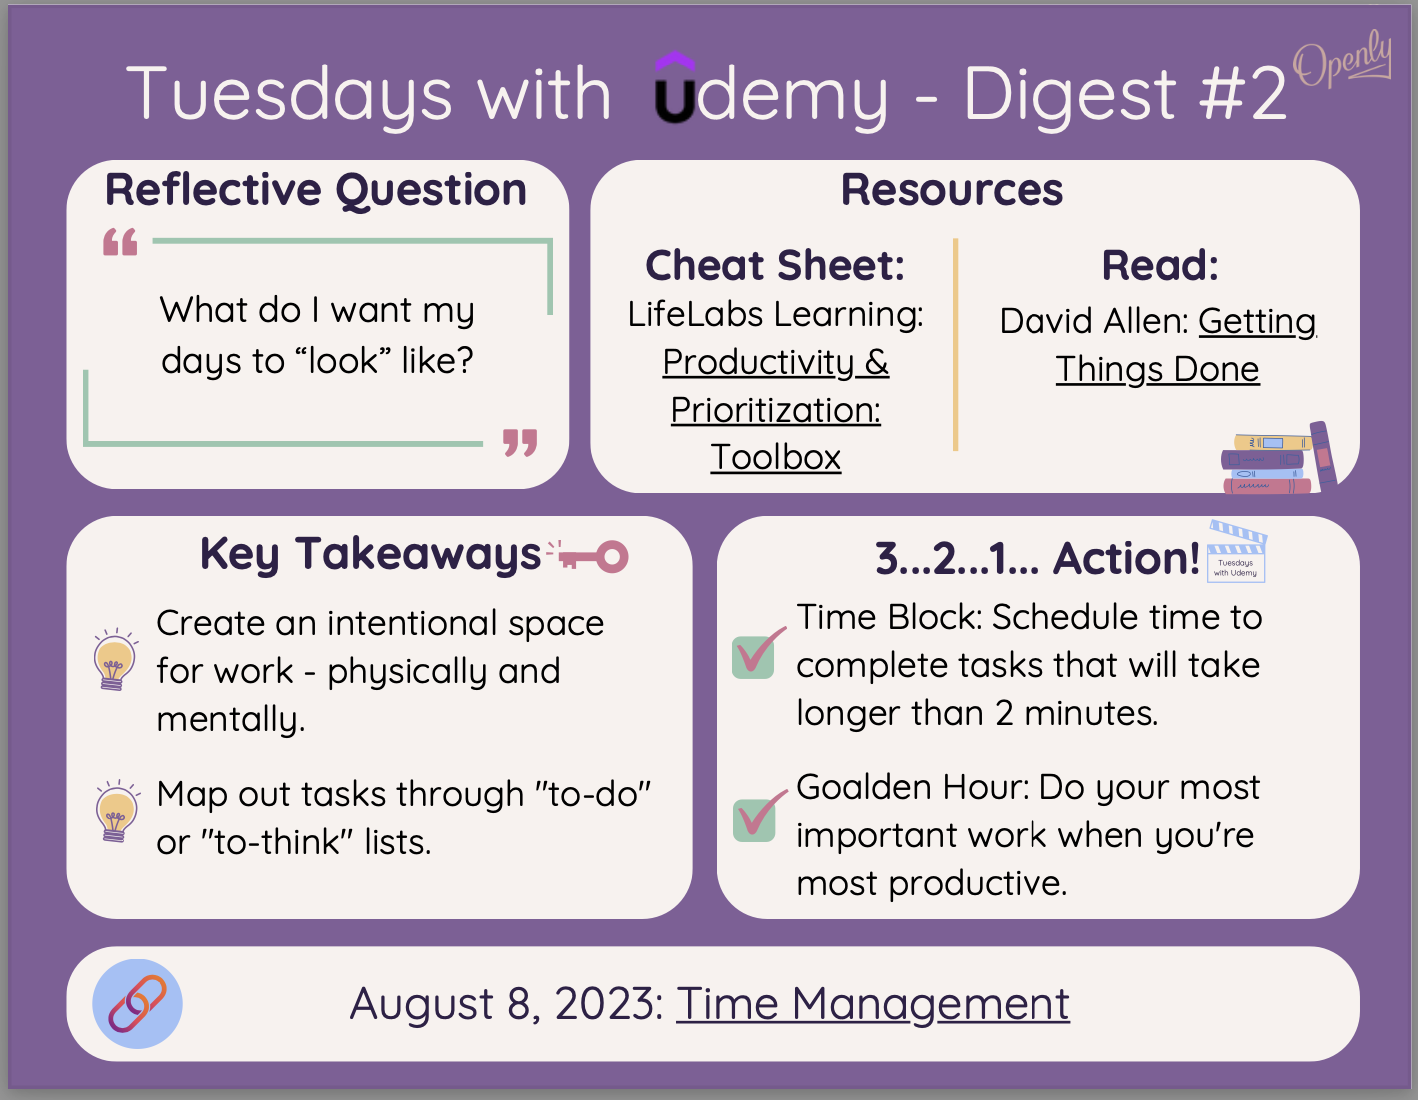 Tuesdays with Udemy - Digest #2
Openly
Reflective Question
“
What do I want my
days to “look” like?
”
Resources
Cheat Sheet:
LifeLabs Learning:
Productivity &
Prioritization:
Toolbox
Read:
David Allen: Getting
Things Done
Key Takeaways
Create an intentional space
for work - physically and
mentally.
Map out tasks through "to-do"
or "to-think" lists.
3...2...1... Action!
Tuesdays
with Udemy
Time Block: Schedule time to
complete tasks that will take
longer than 2 minutes.
Goalden Hour: Do your most
important work when you're
most productive.
August 8, 2023: Time Management